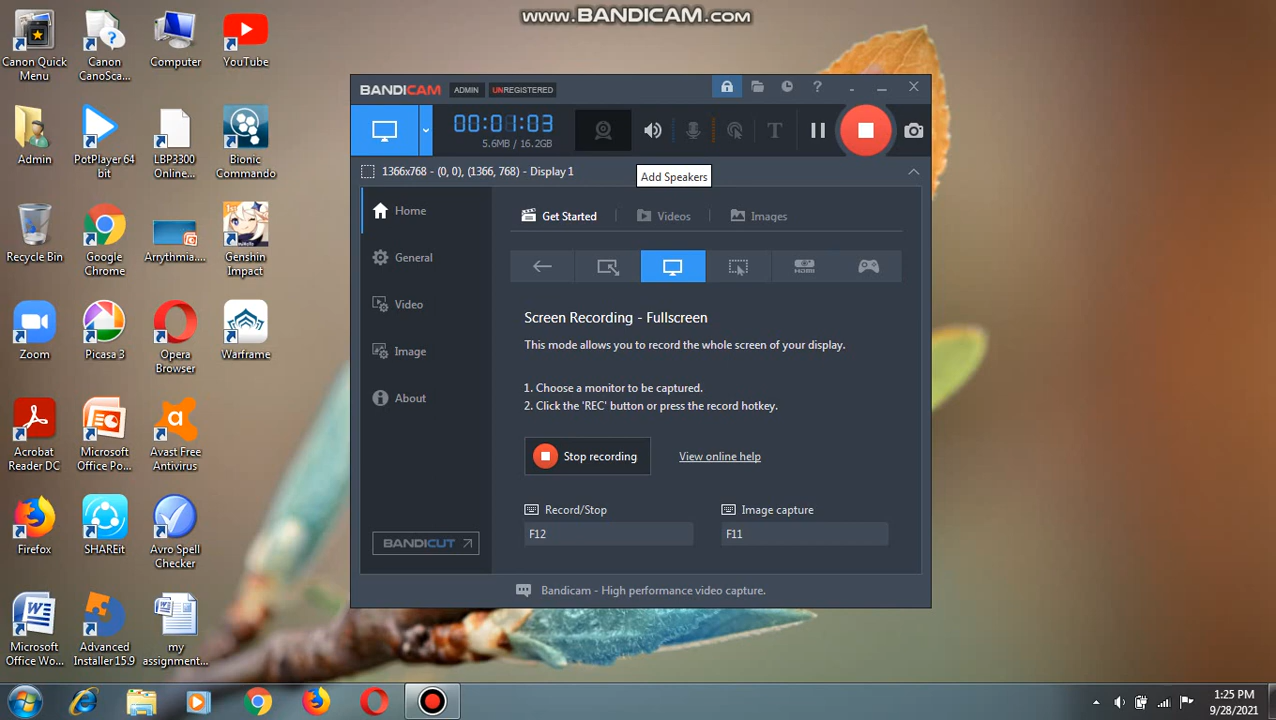 www.BANDICAM.com
Canon Quick
Menu
Canon
CanoSca...
Computer
YouTube
Admin
PotPlayer 64
bit
LBP3300
Online...
Bionic
Commando
Recycle Bin
Google
Chrome
Arrythmia....
Genshin
Impact
Zoom
Picasa 3
Opera
Browser
Warframe
Acrobat
Reader DC
Microsoft
Office Po...
Avast Free
Antivirus
Firefox
SHAREit
Avro Spell
Checker
Microsoft
Office Wo...
Advanced
Installer 15.9
my
assignment...
BANDICAM ADMIN UNREGISTERED
00:01:03
5.6MB / 16.2GB
1366x768 - (0, 0), (1366, 768) - Display 1
Add Speakers
Home
General
Video
Image
About
BANDICUT
Get Started Videos Images
Screen Recording - Fullscreen
This mode allows you to record the whole screen of your display.
1. Choose a monitor to be captured.
2. Click the 'REC' button or press the record hotkey.
Stop recording View online help
Record/Stop Image capture
F12 F11
Bandicam - High performance video capture.
1:25 PM
9/28/2021